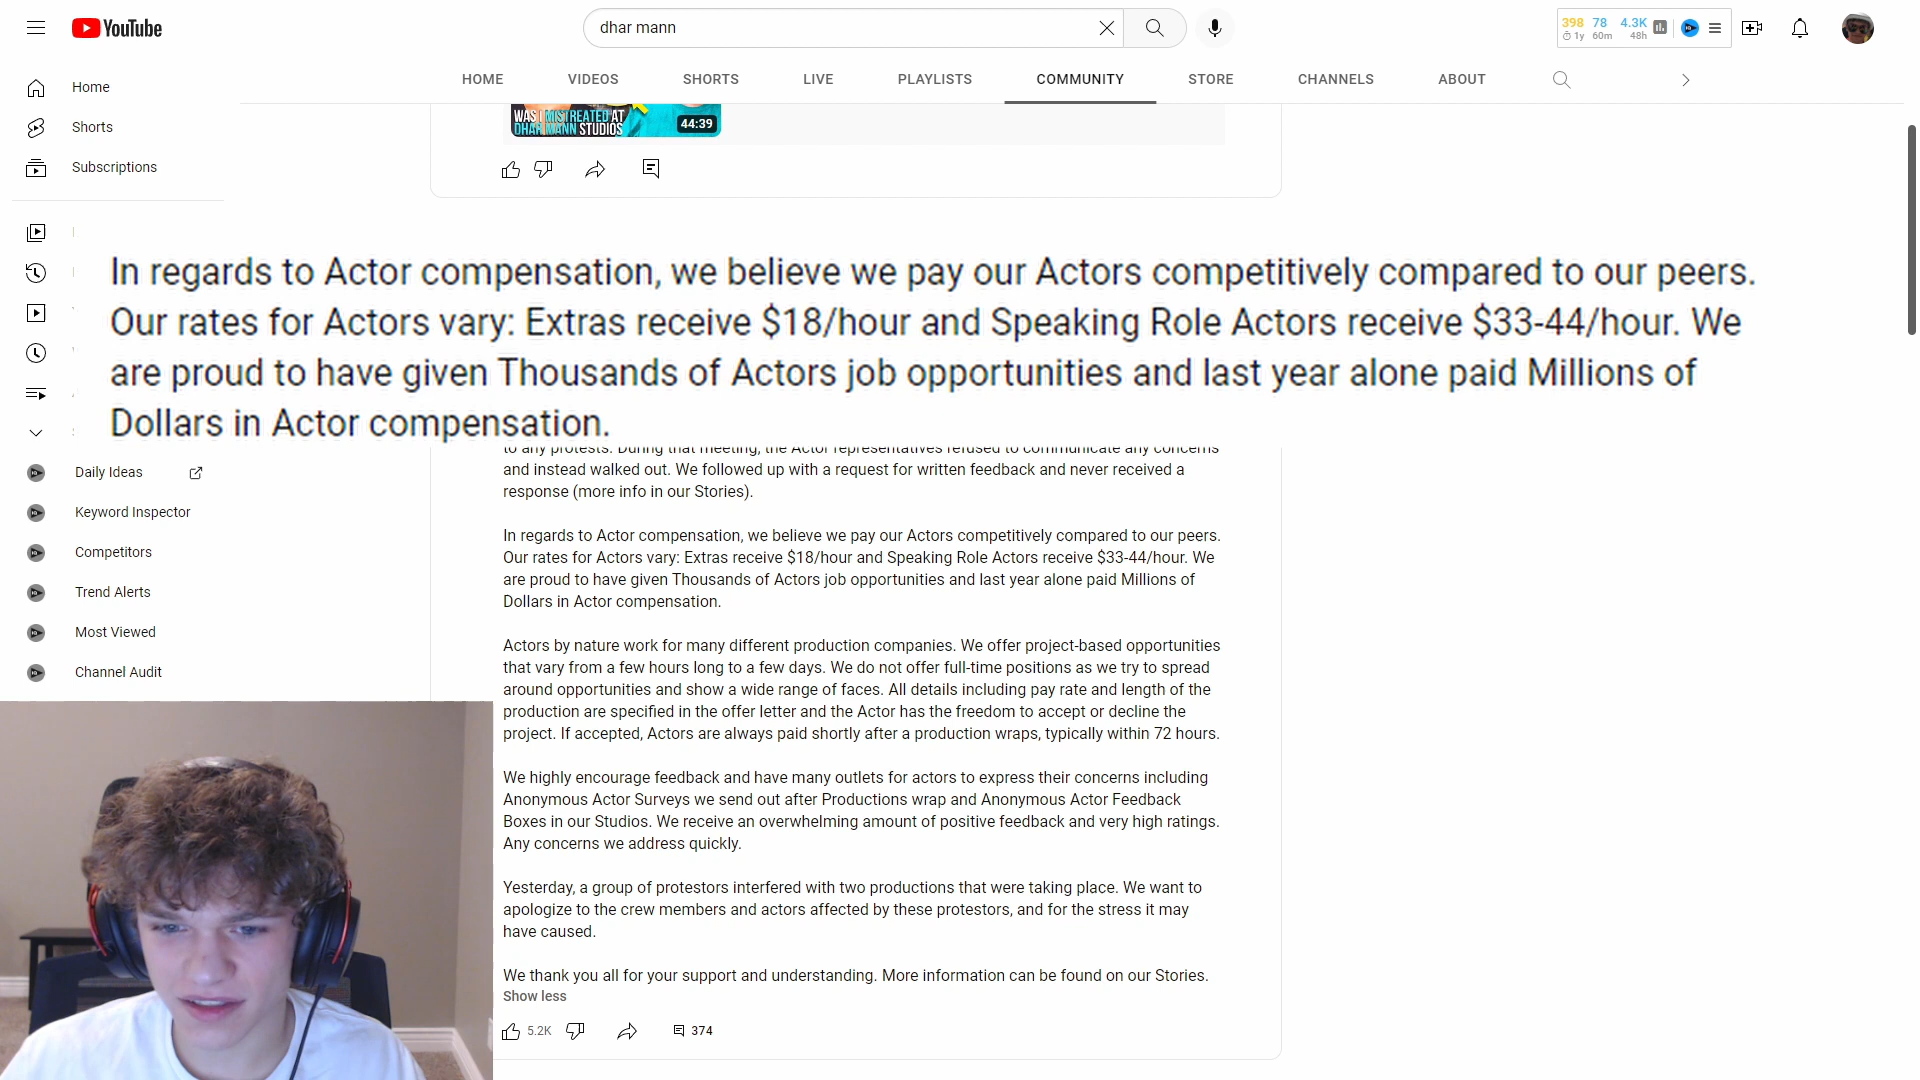 YouTube
dhar mann
398 78 4.3K
1y 60m 48h
HOME VIDEOS SHORTS LIVE PLAYLISTS COMMUNITY STORE CHANNELS ABOUT
Home
Shorts
Subscriptions
WAS I MISTREATED AT
DHAR MANN STUDIOS
44:39
In regards to Actor compensation, we believe we pay our Actors competitively compared to our peers.
Our rates for Actors vary: Extras receive $18/hour and Speaking Role Actors receive $33-44/hour. We
are proud to have given Thousands of Actors job opportunities and last year alone paid Millions of
Dollars in Actor compensation.
Daily Ideas
Keyword Inspector
Competitors
Trend Alerts
Most Viewed
Channel Audit
to any protests. During that meeting, the Actor representatives refused to communicate any concerns
and instead walked out. We followed up with a request for written feedback and never received a
response (more info in our Stories).
In regards to Actor compensation, we believe we pay our Actors competitively compared to our peers.
Our rates for Actors vary: Extras receive $18/hour and Speaking Role Actors receive $33-44/hour. We
are proud to have given Thousands of Actors job opportunities and last year alone paid Millions of
Dollars in Actor compensation.
Actors by nature work for many different production companies. We offer project-based opportunities
that vary from a few hours long to a few days. We do not offer full-time positions as we try to spread
around opportunities and show a wide range of faces. All details including pay rate and length of the
production are specified in the offer letter and the Actor has the freedom to accept or decline the
project. If accepted, Actors are always paid shortly after a production wraps, typically within 72 hours.
We highly encourage feedback and have many outlets for actors to express their concerns including
Anonymous Actor Surveys we send out after Productions wrap and Anonymous Actor Feedback
Boxes in our Studios. We receive an overwhelming amount of positive feedback and very high ratings.
Any concerns we address quickly.
Yesterday, a group of protestors interfered with two productions that were taking place. We want to
apologize to the crew members and actors affected by these protestors, and for the stress it may
have caused.
We thank you all for your support and understanding. More information can be found on our Stories.
Show less
5.2K 374